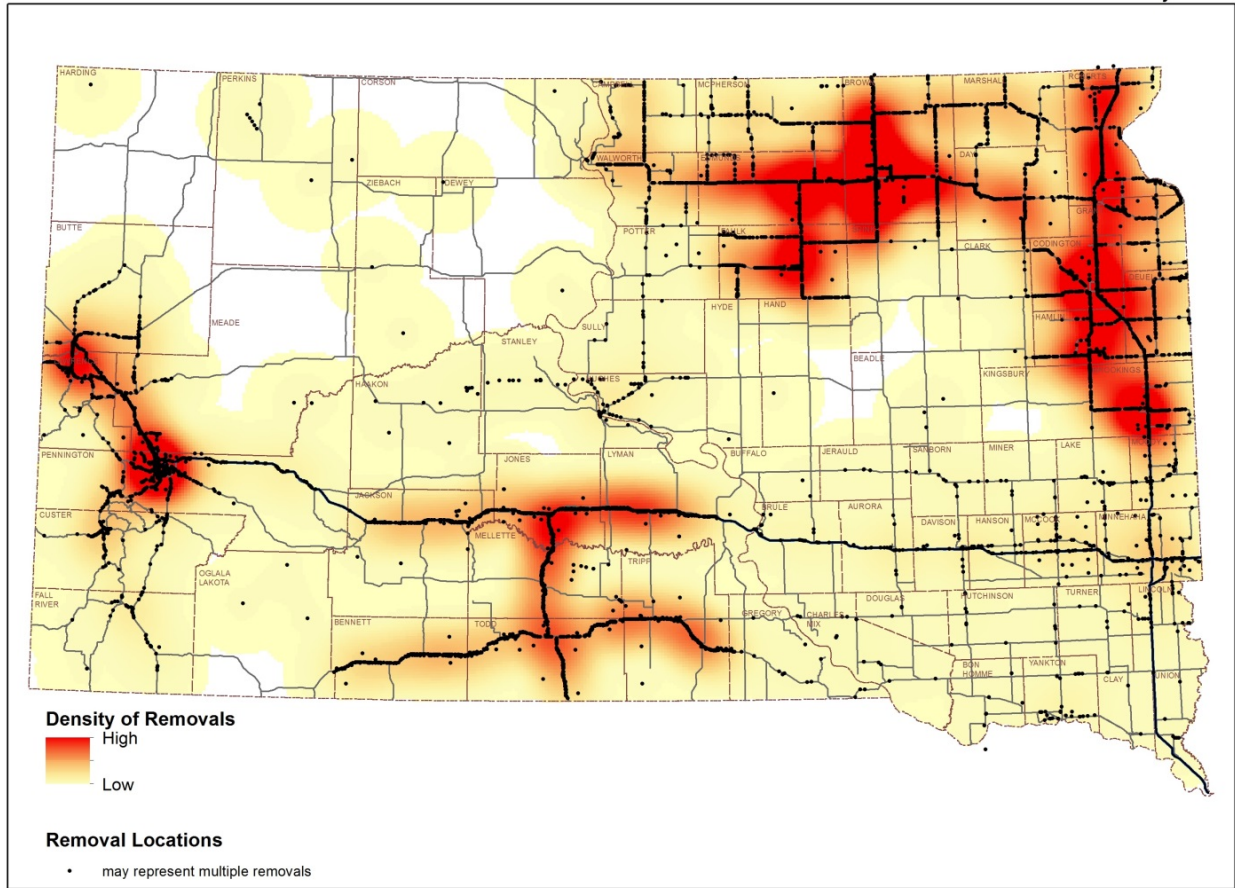 HARDING
PERKINS
CORSON
CAMPBELL
MCPHERSON
BROWN
MARSHALL
ROBERTS
WALWORTH
EDMUNDS
DAY
ZIEBACH
DEWEY
BUTTE
POTTER
FAULK
CLARK
CODINGTON
DEUEL
MEADE
SULLY
HYDE
HAND
HAMLIN
STANLEY
BEADLE
HAAKON
HUGHES
KINGSBURY
BROOKINGS
PENNINGTON
JONES
LYMAN
BUFFALO
JERAULD
SANBORN
MINER
LAKE
JACKSON
CUSTER
MELLETTE
BRULE
AURORA
DAVISON
HANSON
MCCOOK
MINNEHAHA
OGLALA
LAKOTA
TRIPP
FALL
RIVER
BENNETT
TODD
GREGORY
CHARLES
MIX
DOUGLAS
HUTCHINSON
TURNER
LINCOLN
BON
HOMME
YANKTON
CLAY
UNION
Density of Removals
High
Low
Removal Locations
may represent multiple removals